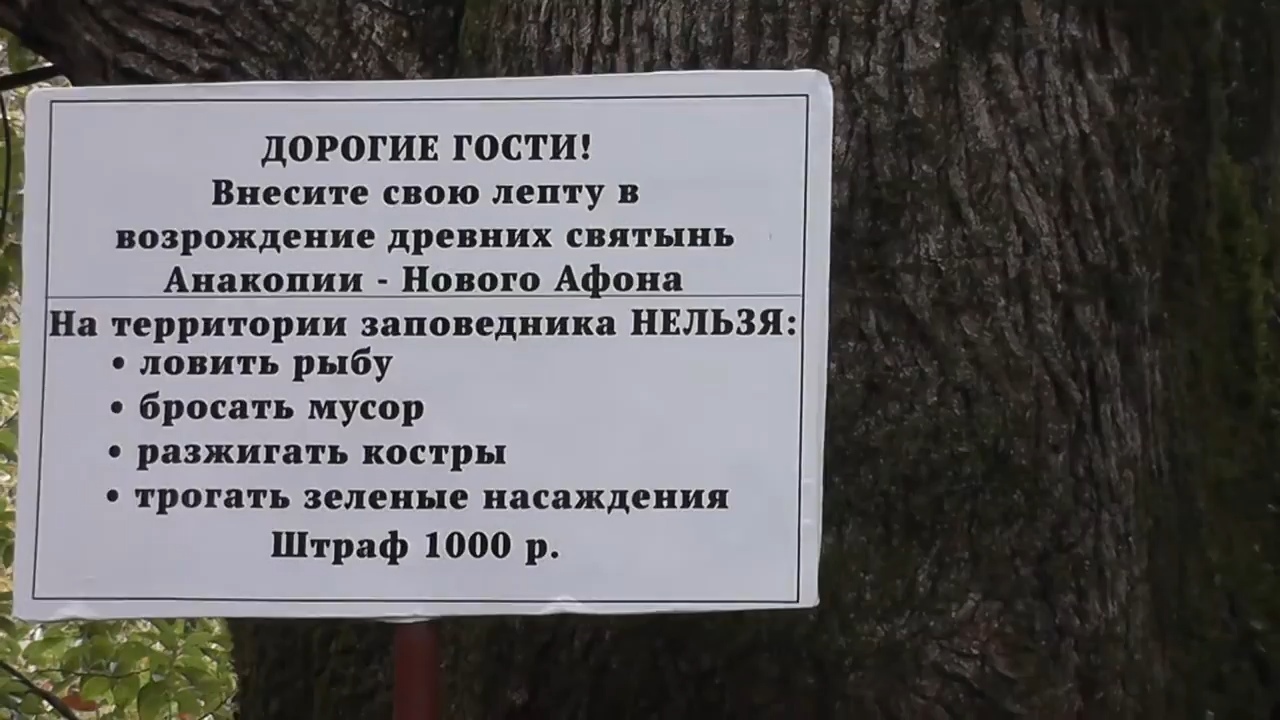 ДОРОГИЕ ГОСТИ!
Внесите свою лепту в
возрождение древних святынь
Анакопии - Нового Афона
На территории заповедника НЕЛЬЗЯ:
• ловить рыбу
• бросать мусор
• разжигать костры
• трогать зеленые насаждения
Штраф 1000 р.